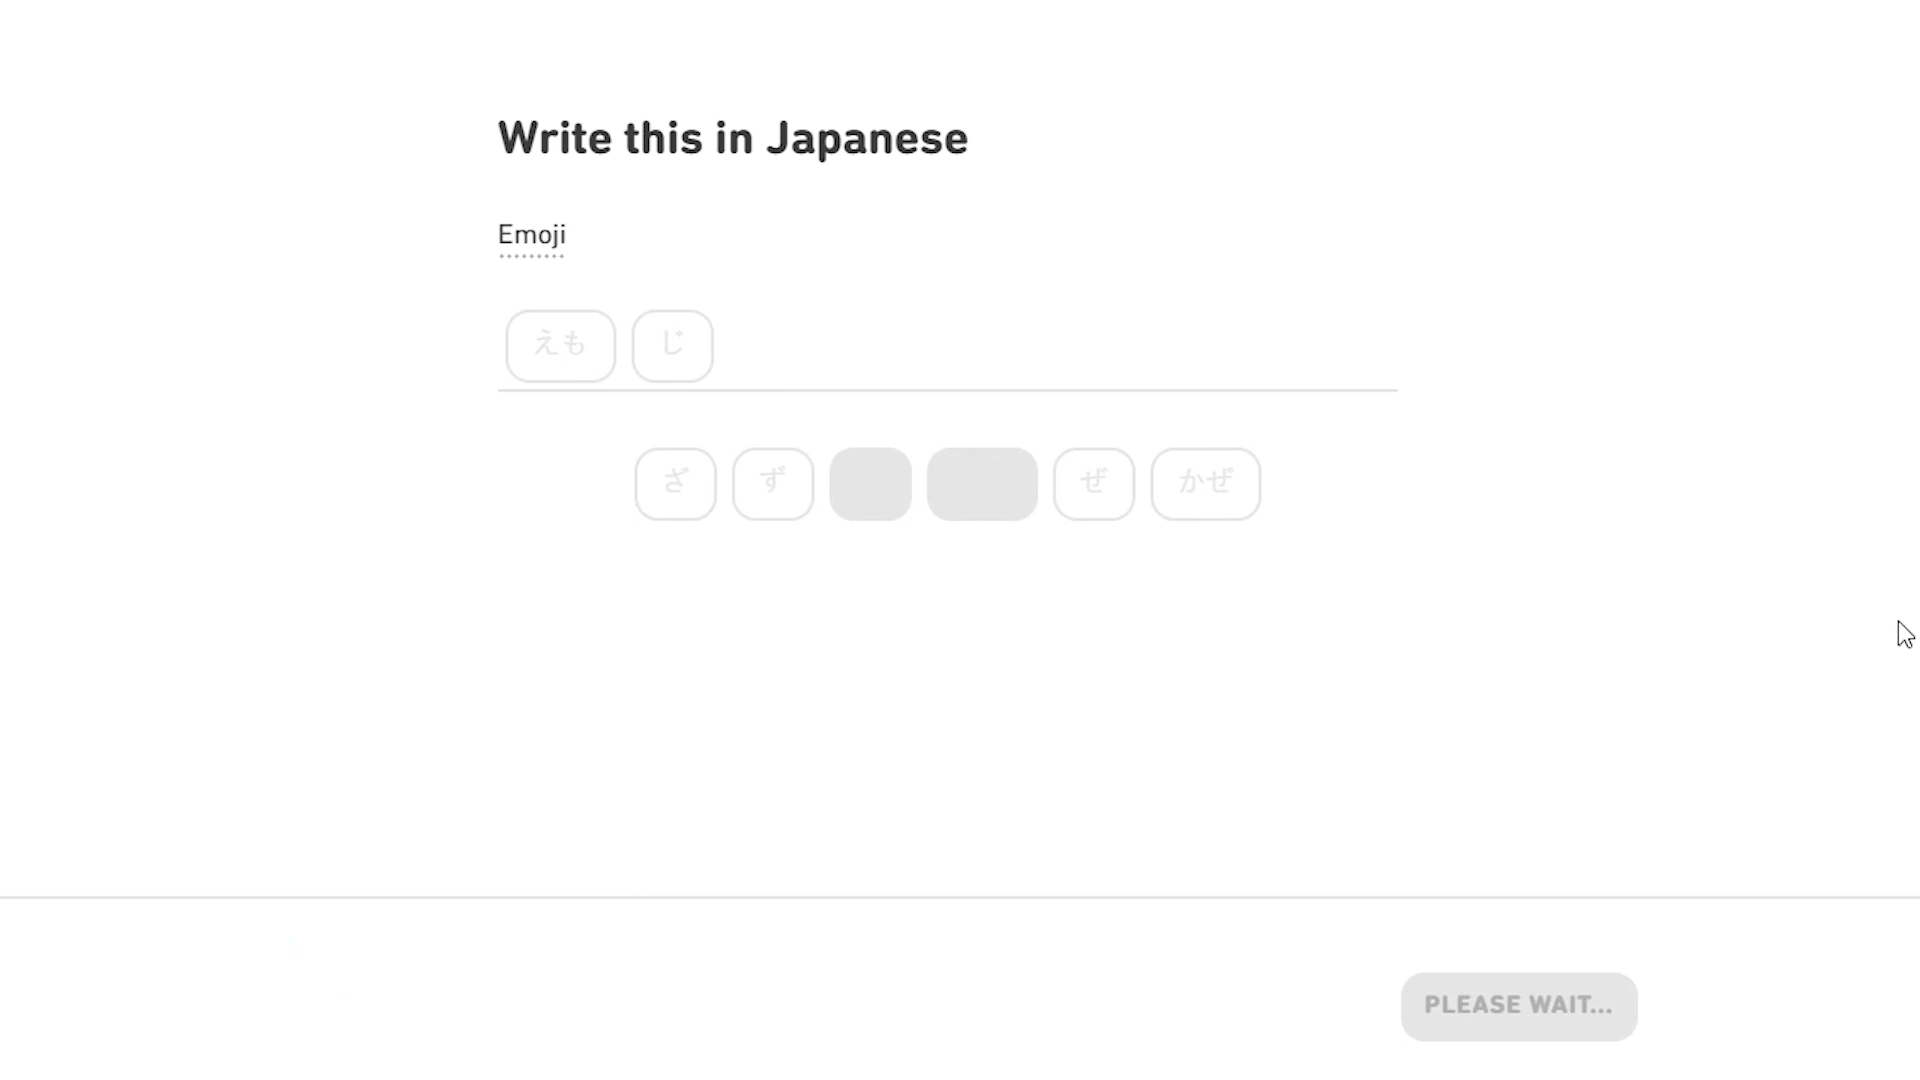 Write this in Japanese
Emoji
えも じ
ざ ず ぜ かぜ
PLEASE WAIT...